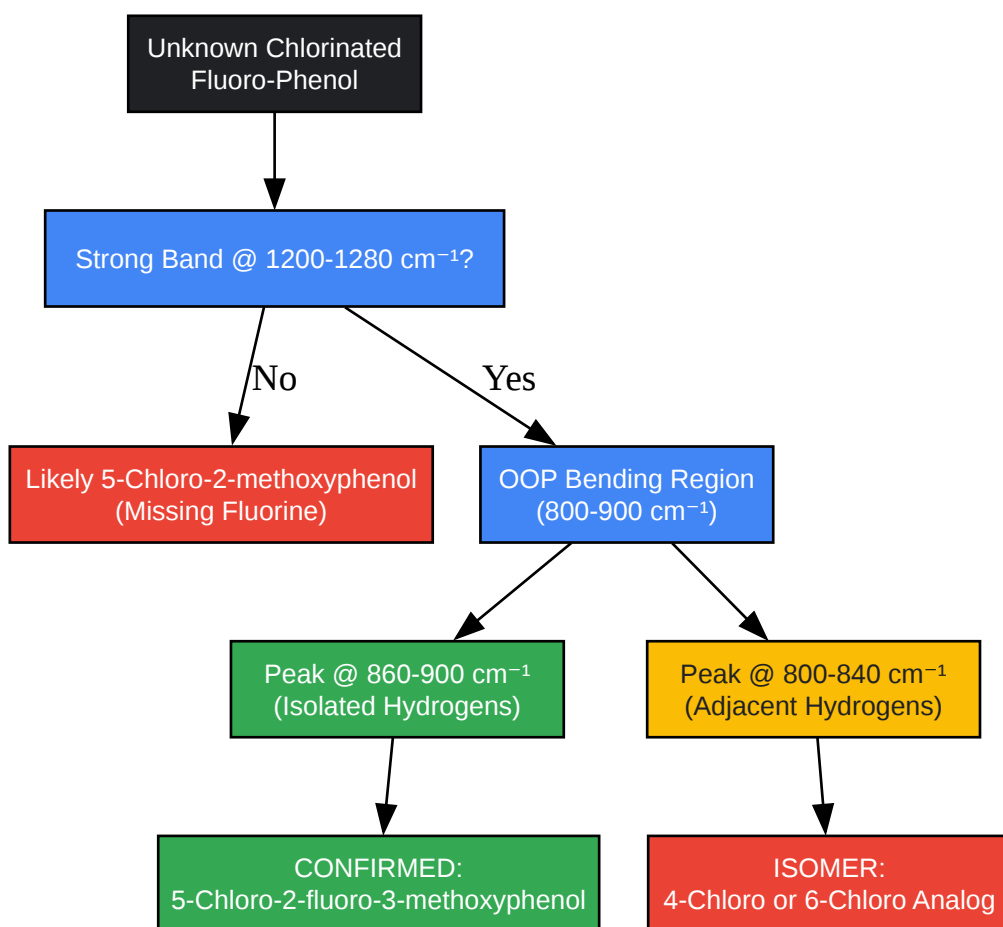 Unknown Chlorinated
Fluoro-Phenol
Strong Band @ 1200-1280 cm⁻¹?
No
Yes
Likely 5-Chloro-2-methoxyphenol
(Missing Fluorine)
OOP Bending Region
(800-900 cm⁻¹)
Peak @ 860-900 cm⁻¹
(Isolated Hydrogens)
Peak @ 800-840 cm⁻¹
(Adjacent Hydrogens)
CONFIRMED:
5-Chloro-2-fluoro-3-methoxyphenol
ISOMER:
4-Chloro or 6-Chloro Analog